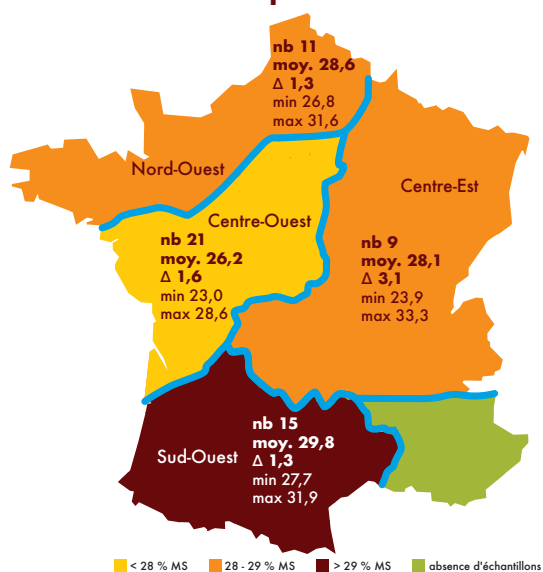 nb 11
moy. 28,6
Δ 1,3
min 26,8
max 31,6
Nord-Ouest
Centre-Est
Centre-Ouest
nb 21
moy. 26,2
Δ 1,6
min 23,0
max 28,6
nb 9
moy. 28,1
Δ 3,1
min 23,9
max 33,3
Sud-Ouest
nb 15
moy. 29,8
Δ 1,3
min 27,7
max 31,9
< 28 % MS 28 - 29 % MS > 29 % MS absence d'échantillons